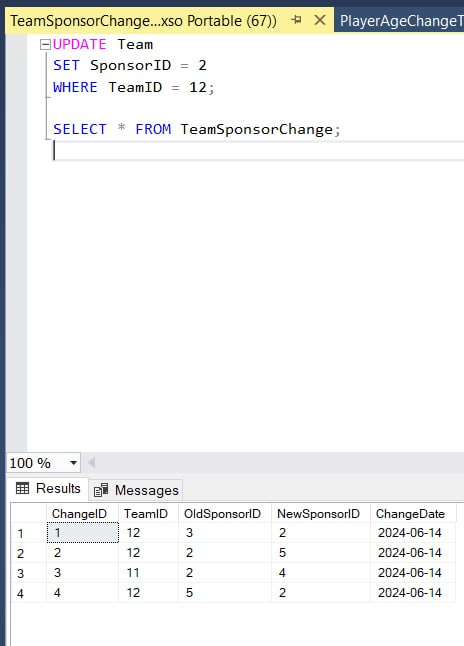 TeamSponsorChange...xso Portable (67))
PlayerAgeChangeT
UPDATE Team
SET SponsorID = 2
WHERE TeamID = 12;
SELECT * FROM TeamSponsorChange;
100 %
Results Messages
ChangeID TeamID OldSponsorID NewSponsorID ChangeDate
1 1 12 3 2 2024-06-14
2 2 12 2 5 2024-06-14
3 3 11 2 4 2024-06-14
4 4 12 5 2 2024-06-14